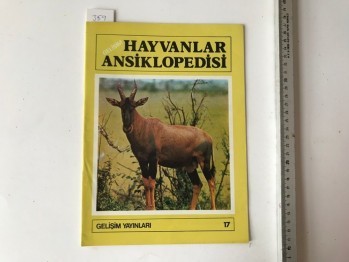 HAYVANLAR
ANSİKLOPEDİSİ
GELİŞİM YAYINLARI
17